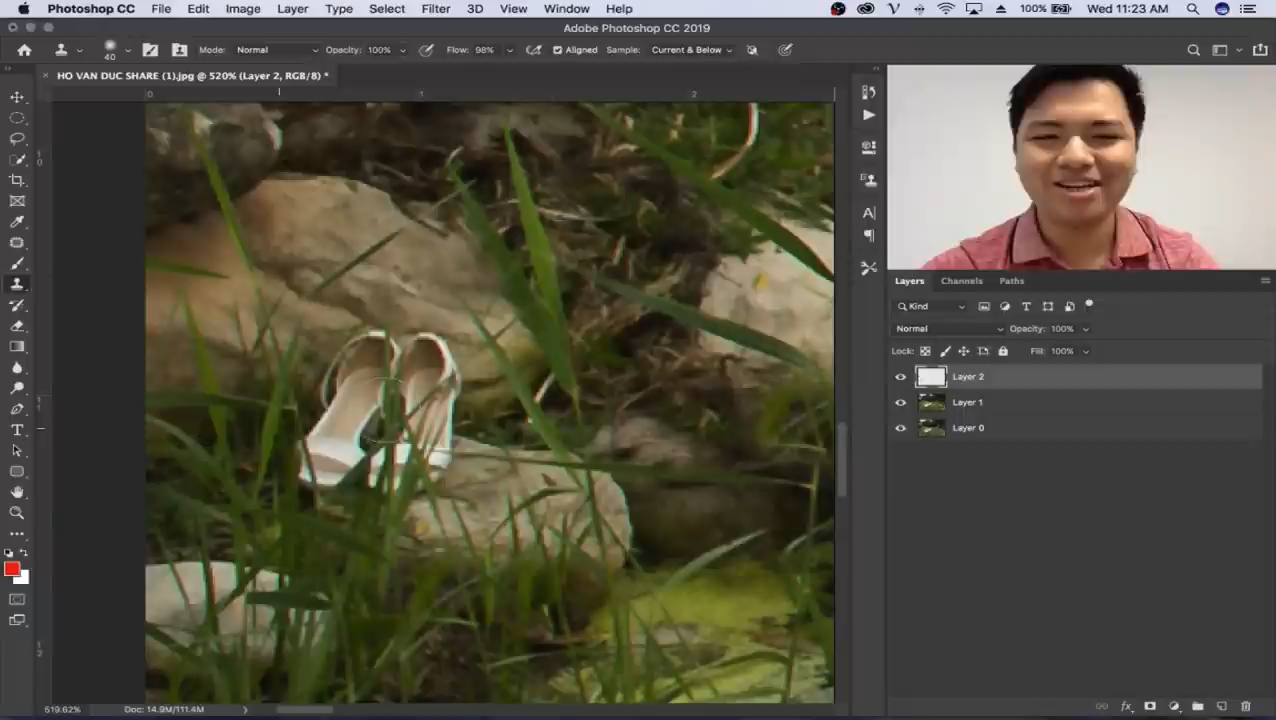 Photoshop CC File Edit Image Layer Type Select Filter 3D View Window Help 100% Wed 11:23 AM
Adobe Photoshop CC 2019
40 Mode: Normal Opacity: 100% Flow: 98% Aligned Sample: Current & Below
HO VAN DUC SHARE (1).jpg @ 520% (Layer 2, RGB/8) *
0 1 2
Layers Channels Paths
Kind
Normal Opacity: 100%
Lock: Fill: 100%
Layer 2
Layer 1
Layer 0
519.62% Doc: 14.9M/111.4M